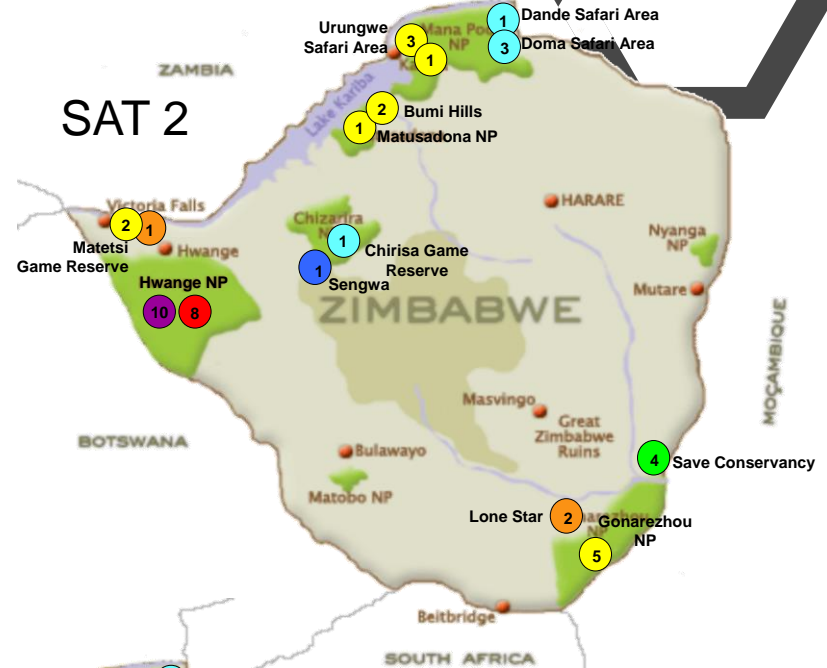 Dande Safari Area
1
Urungwe
Safari Area
3
Mana Poo
NP
3
Doma Safari Area
1
ZAMBIA
Lake Kariba
SAT 2
2
Bumi Hills
1
Matusadona NP
HARARE
Victoria Falls
2
1
Chizarira
Nyanga
NP
Matetsi
Game Reserve
Hwange
1
Chirisa Game
Reserve
1
Sengwa
Hwange NP
10
8
ZIMBABWE
Mutare
MOÇAMBIQUE
Masvingo
Great
Zimbabwe
Ruins
BOTSWANA
Bulawayo
4
Save Conservancy
Matobo NP
Lone Star
2
Gonarezhou
NP
5
Beitbridge
SOUTH AFRICA